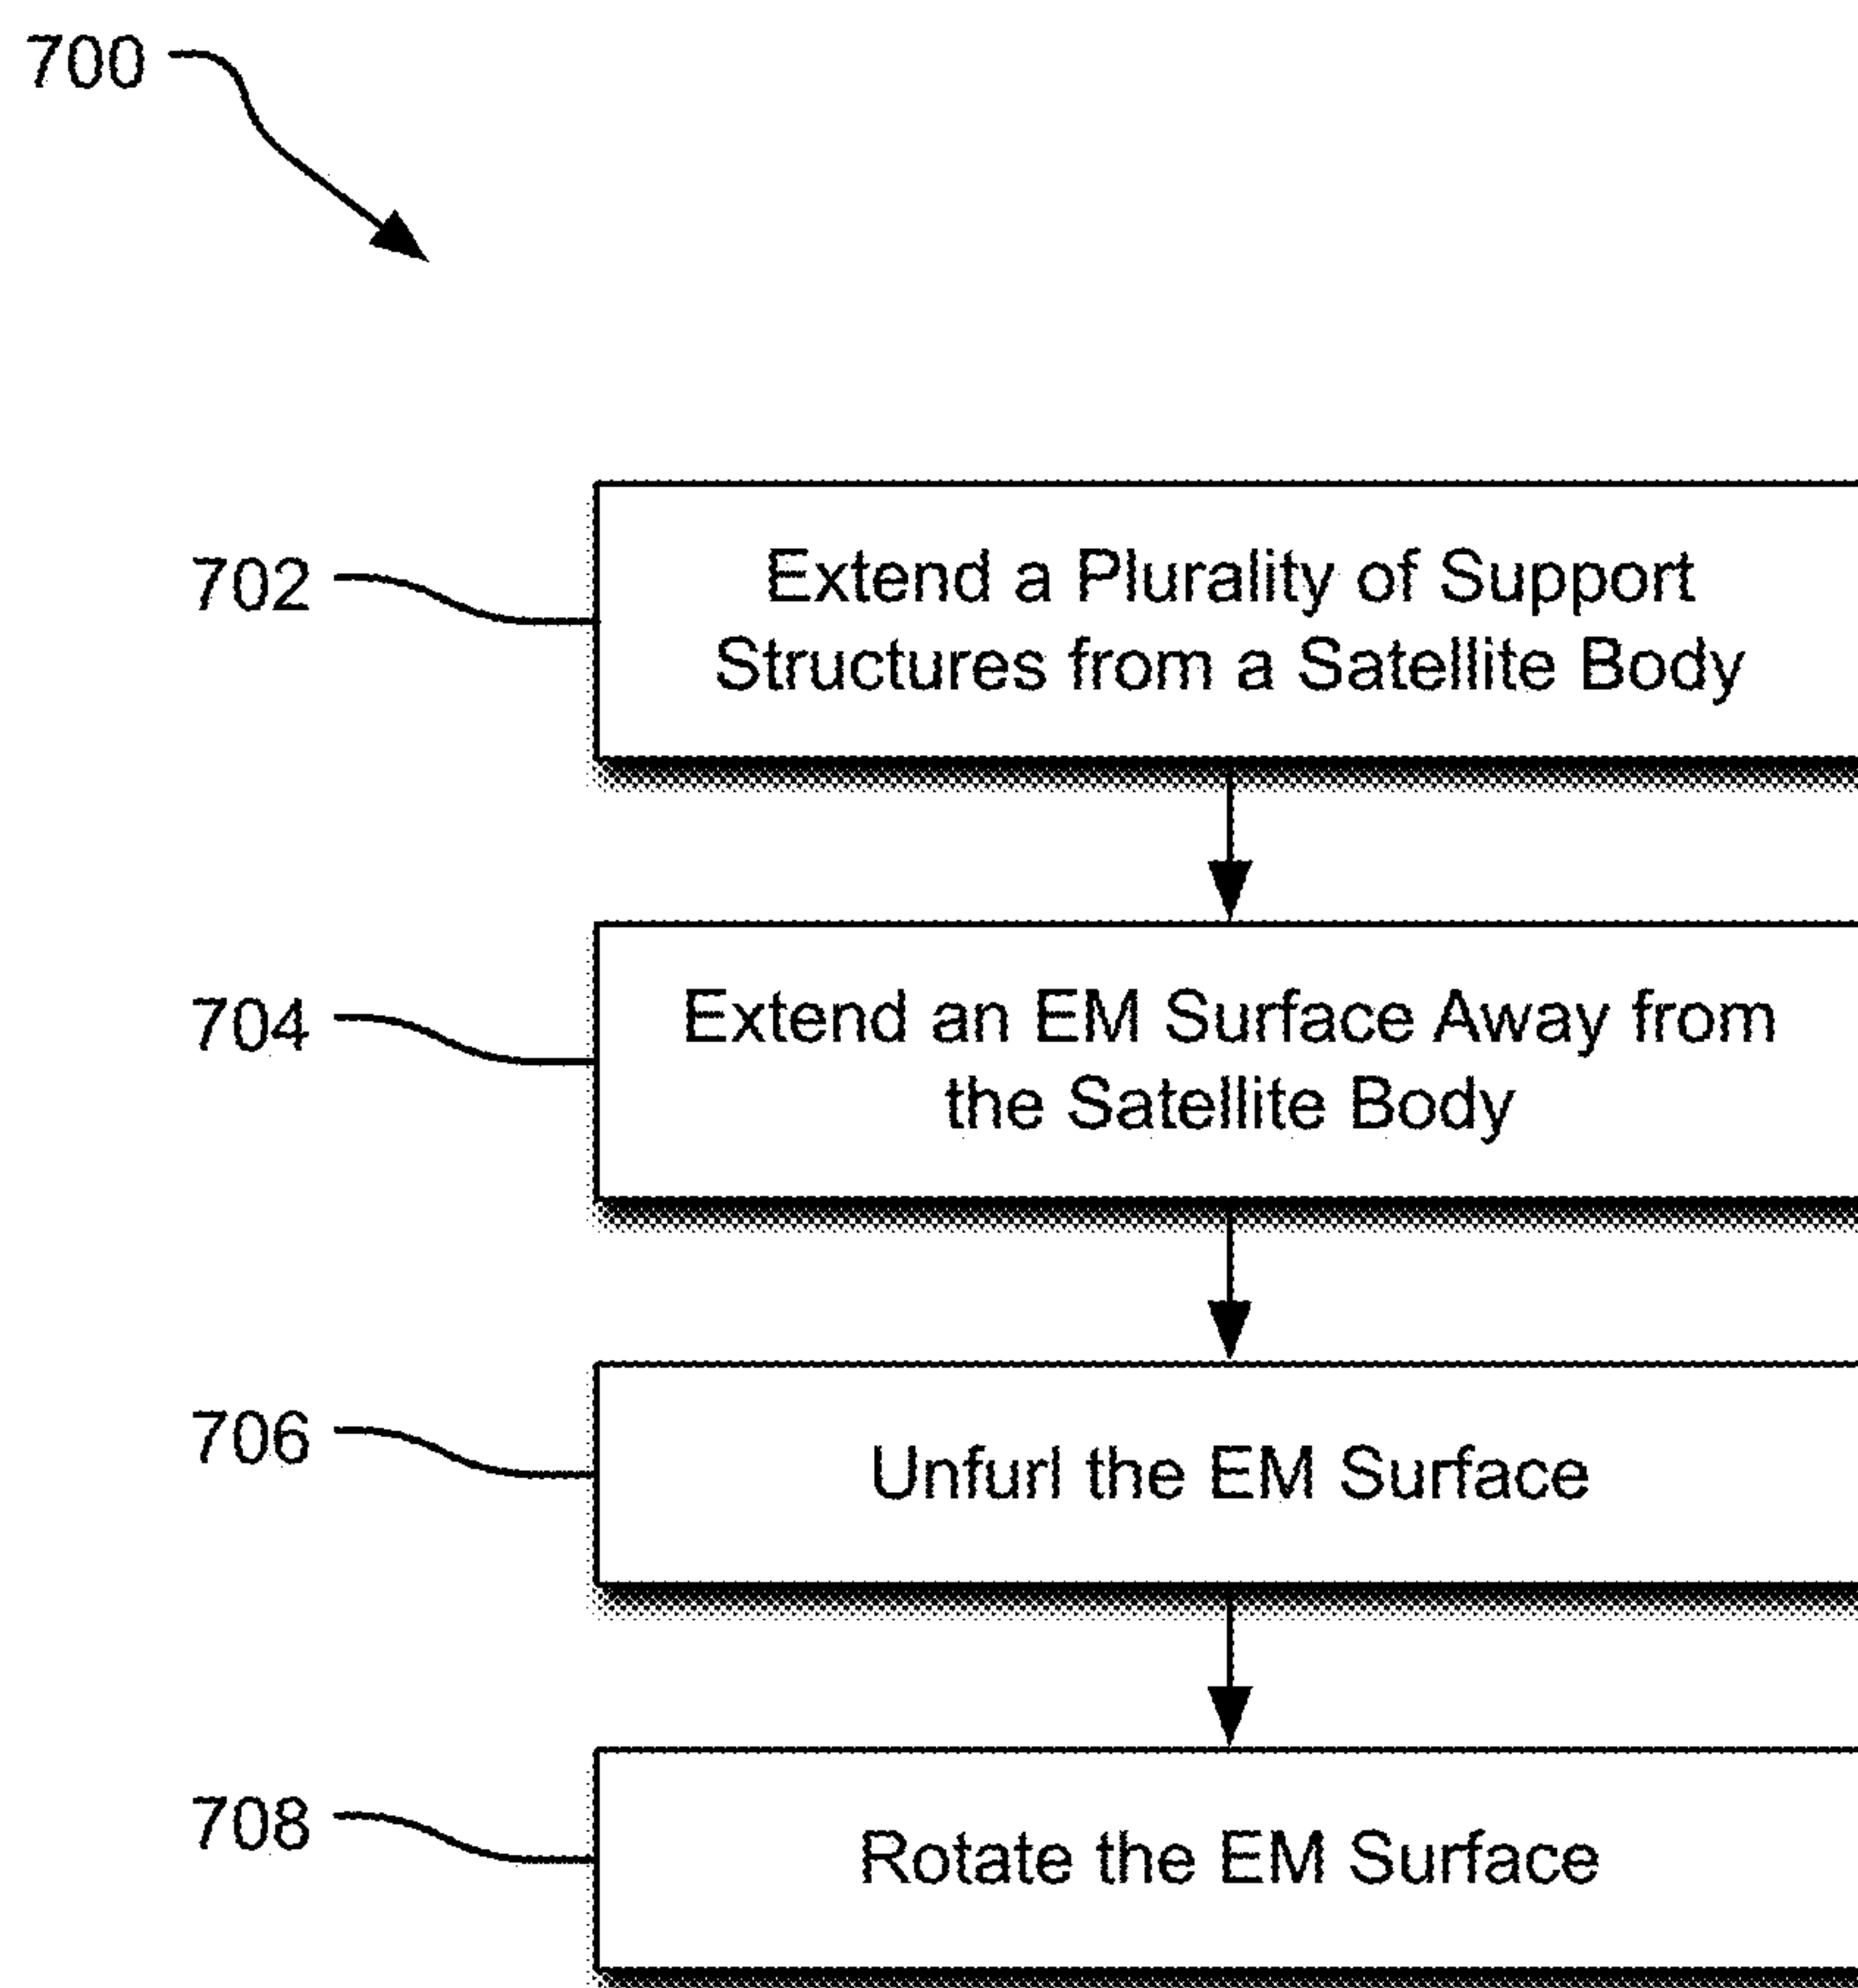 700
702
Extend a Plurality of Support
Structures from a Satellite Body
704
Extend an EM Surface Away from
the Satellite Body
706
Unfurl the EM Surface
708
Rotate the EM Surface